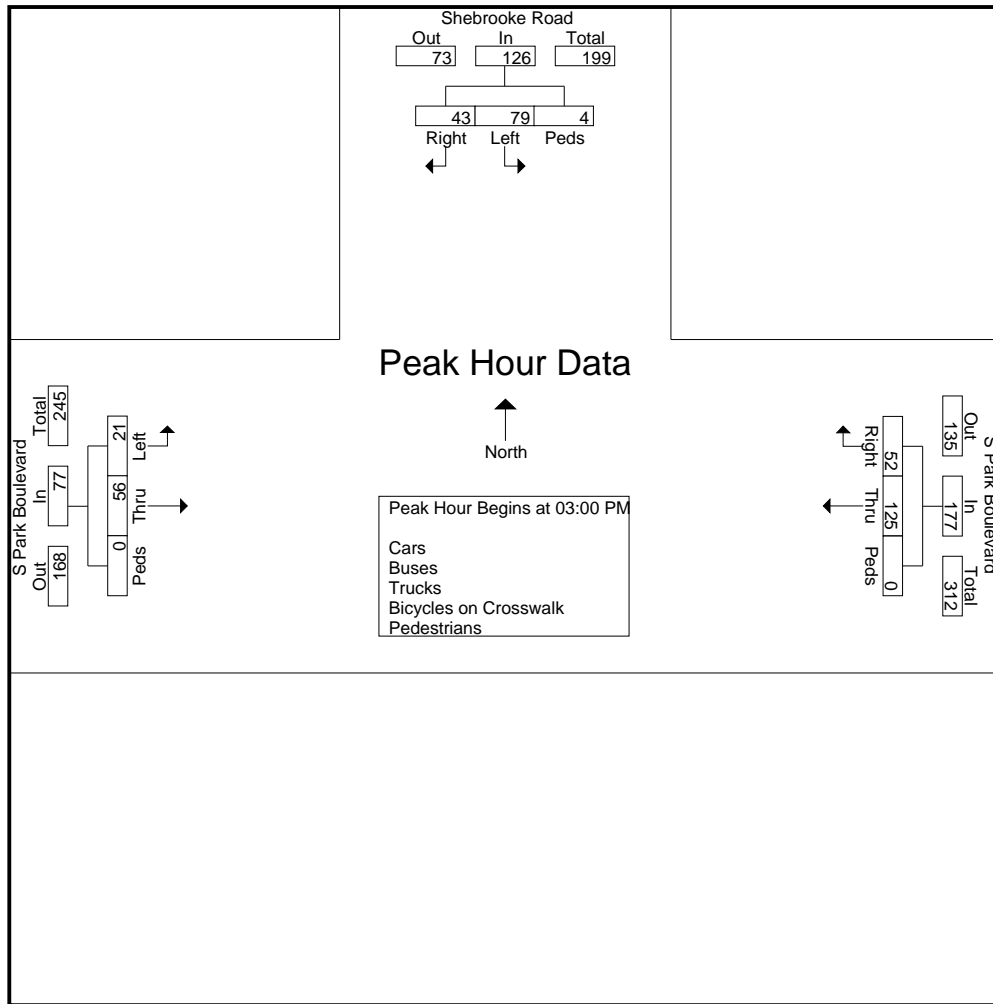 Shebrooke Road
Out In Total
73 126 199
43 79 4
Right Left Peds
Peak Hour Data
North
Peak Hour Begins at 03:00 PM
Cars
Buses
Trucks
Bicycles on Crosswalk
Pedestrians
S Park Boulevard
Out In Total
168 77 245
0 56 21
Peds Thru Left
S Park Boulevard
Out In Total
135 177 312
52 125 0
Right Thru Peds